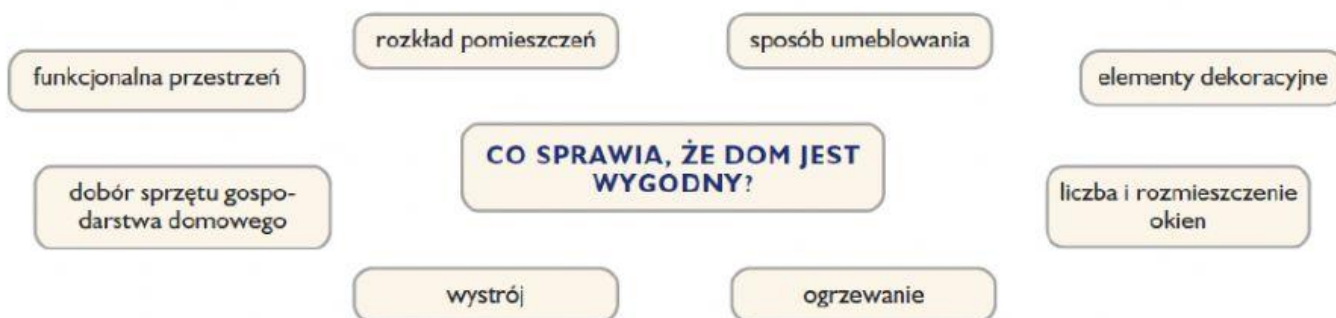 rozkład pomieszczeń
sposób umeblowania
funkcjonalna przestrzeń
elementy dekoracyjne
CO SPRAWIA, ŻE DOM JEST
WYGODNY?
dobór sprzętu gospo-
darstwa domowego
liczba i rozmieszczenie
okien
wystrój
ogrzewanie